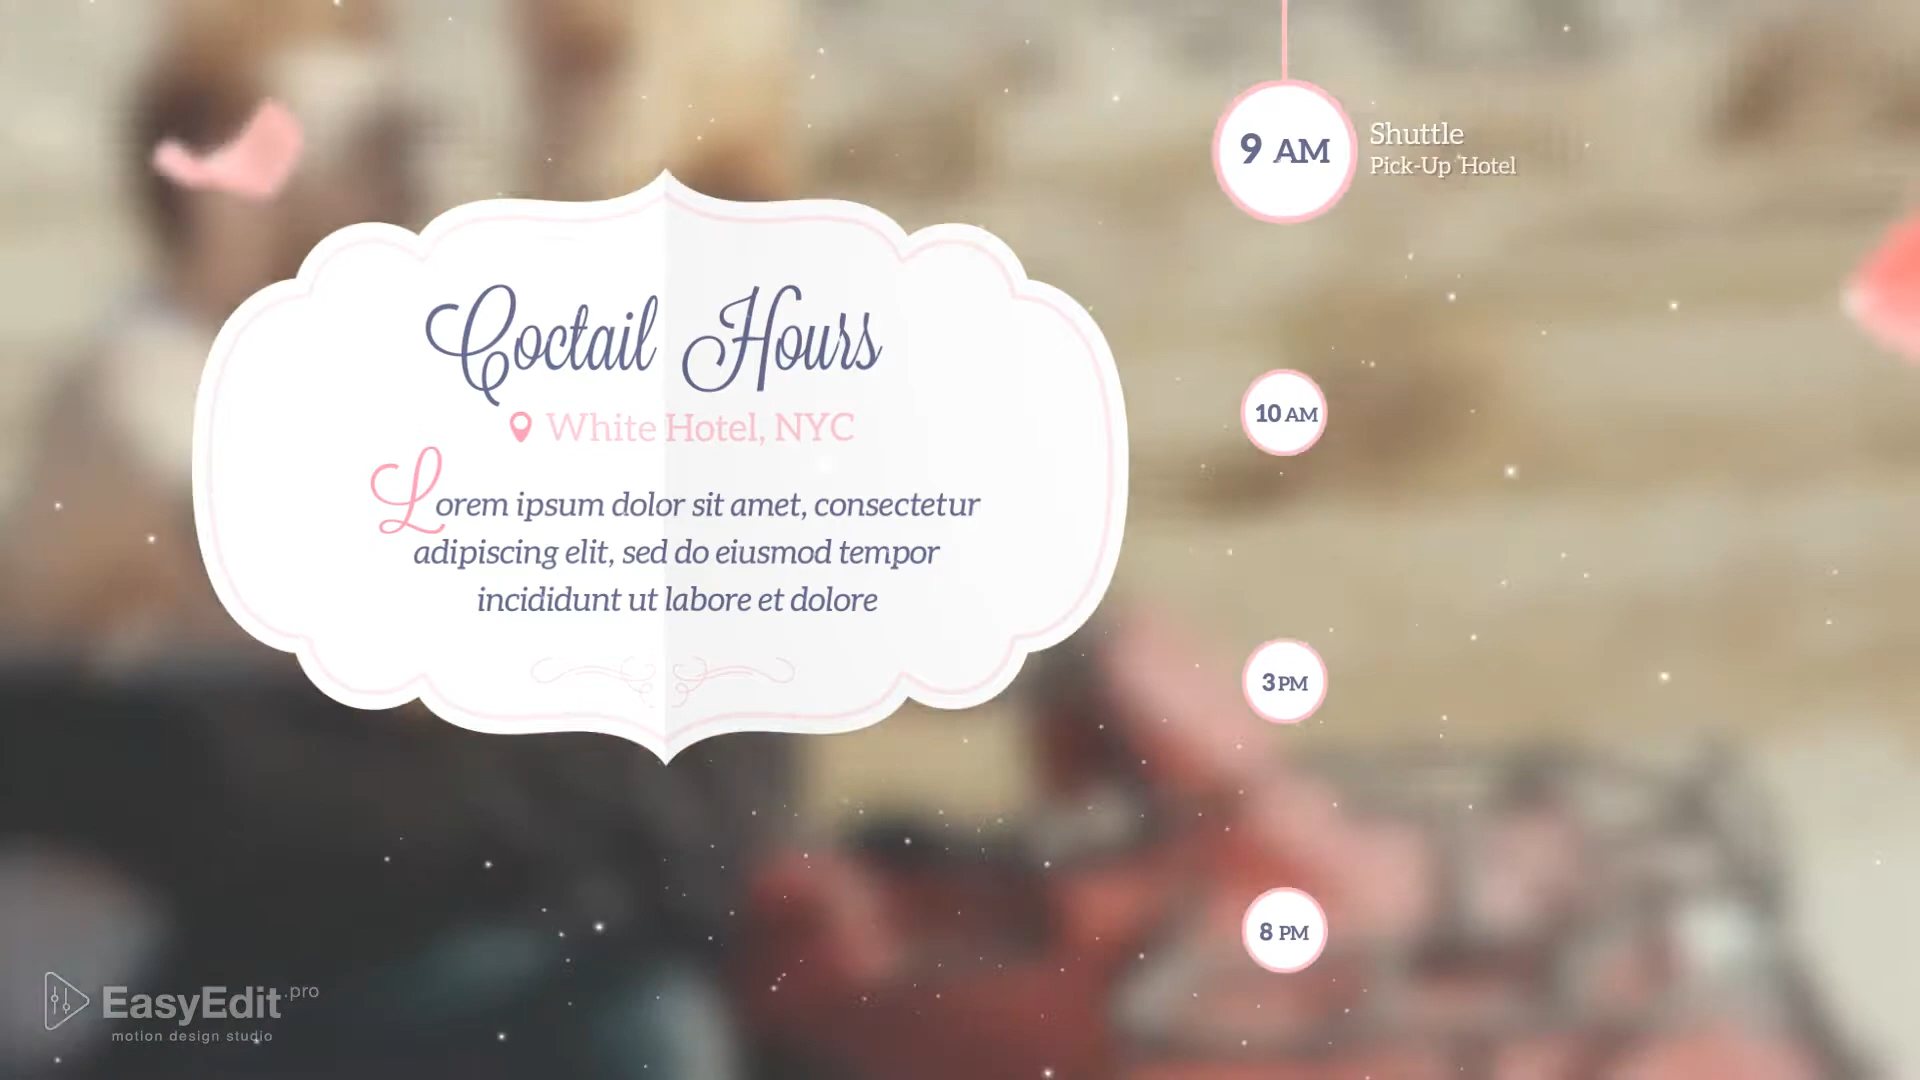 Coctail Hours
White Hotel, NYC
Lorem ipsum dolor sit amet, consectetur
adipiscing elit, sed do eiusmod tempor
incididunt ut labore et dolore
9 AM
Shuttle
Pick-Up Hotel
10 AM
3 PM
8 PM
EasyEdit.pro
motion design studio